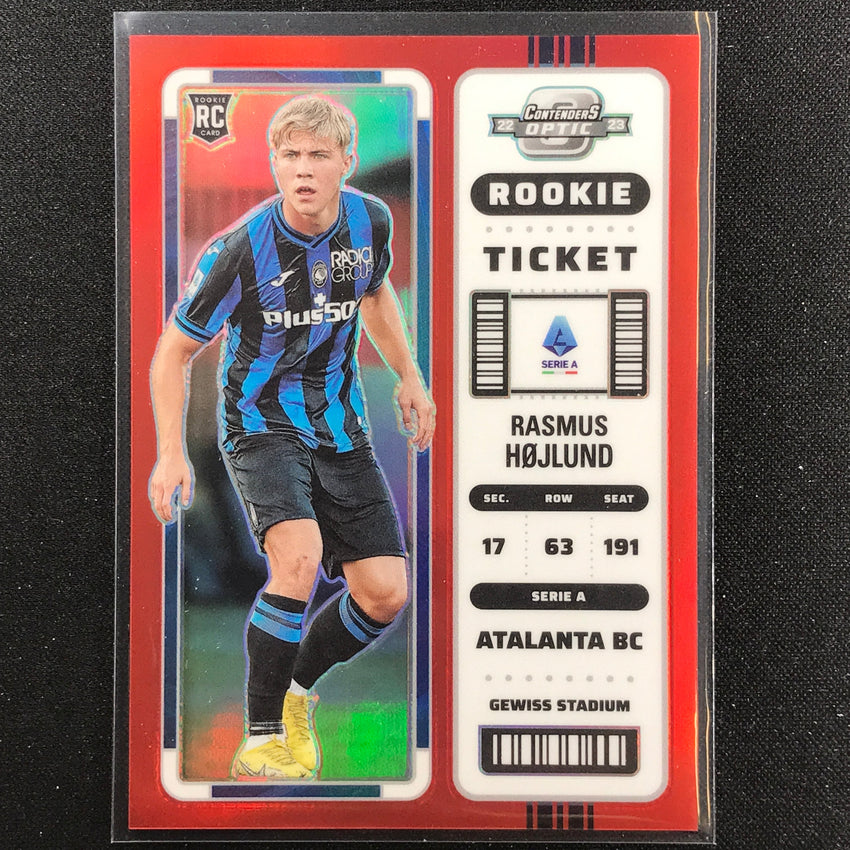 ROOKIE
RC
CARD
RADICI
GROUP
Plus500
CONTENDERS
22 OPTIC 23
ROOKIE
TICKET
SERIE A
RASMUS
HØJLUND
SEC. ROW SEAT
17 63 191
SERIE A
ATALANTA BC
GEWISS STADIUM